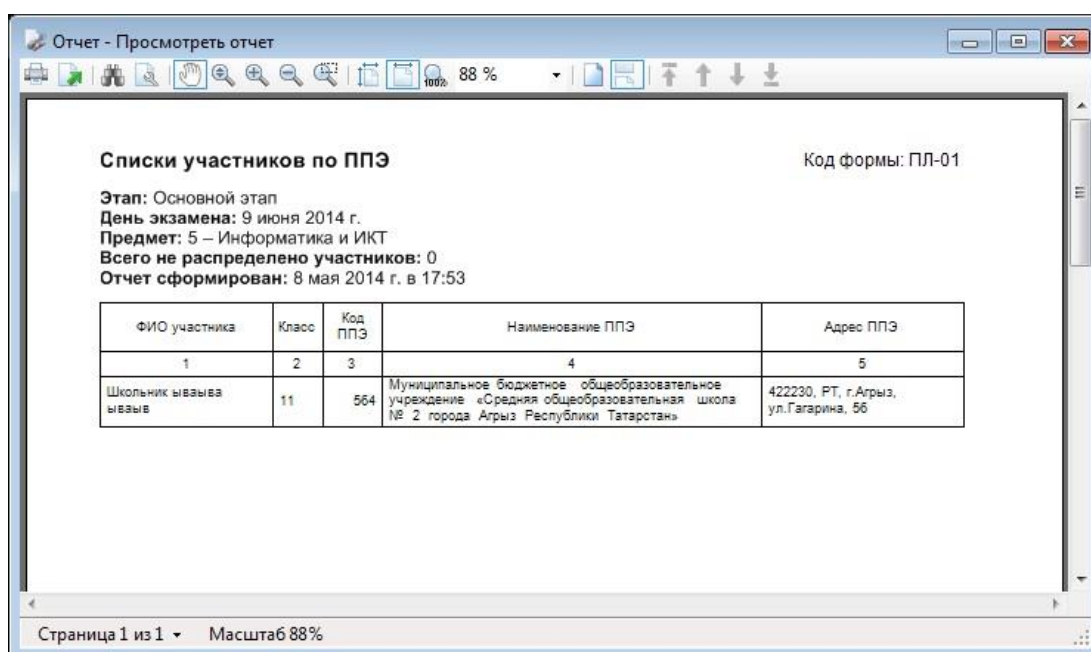 Отчет - Просмотреть отчет
100%
88 %
Списки участников по ППЭ
Код формы: ПЛ-01
Этап: Основной этап
День экзамена: 9 июня 2014 г.
Предмет: 5 – Информатика и ИКТ
Всего не распределено участников: 0
Отчет сформирован: 8 мая 2014 г. в 17:53
ФИО участника
Класс
Код
ППЭ
Наименование ППЭ
Адрес ППЭ
1
2
3
4
5
Школьник ываыва
ываыв
11
564
Муниципальное бюджетное общеобразовательное
учреждение «Средняя общеобразовательная школа
№ 2 города Агрыз Республики Татарстан»
422230, РТ, г.Агрыз,
ул.Гагарина, 56
Страница 1 из 1
Масштаб 88%